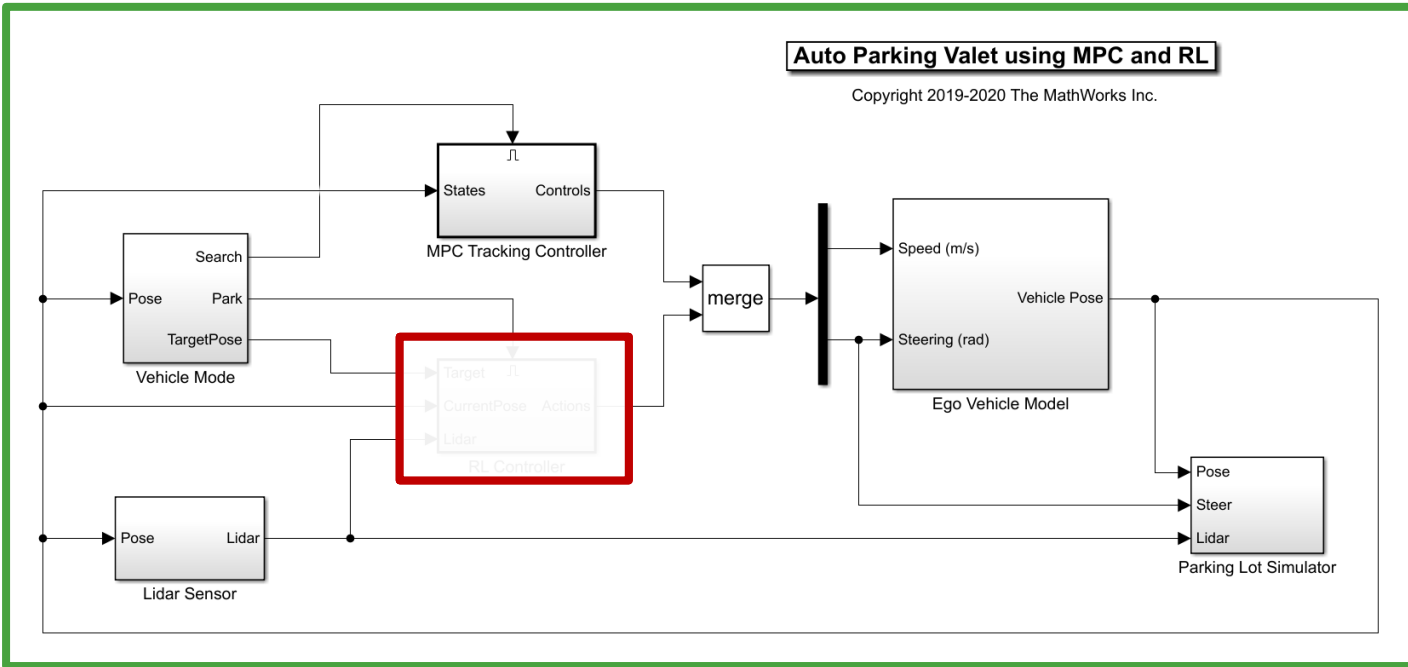 Auto Parking Valet using MPC and RL
Copyright 2019-2020 The MathWorks Inc.
States
Controls
MPC Tracking Controller
Search
Pose
Park
TargetPose
Vehicle Mode
merge
Speed (m/s)
Vehicle Pose
Steering (rad)
Ego Vehicle Model
Target
CurrentPose
Actions
Lidar
RL Controller
Pose
Steer
Lidar
Parking Lot Simulator
Pose
Lidar
Lidar Sensor